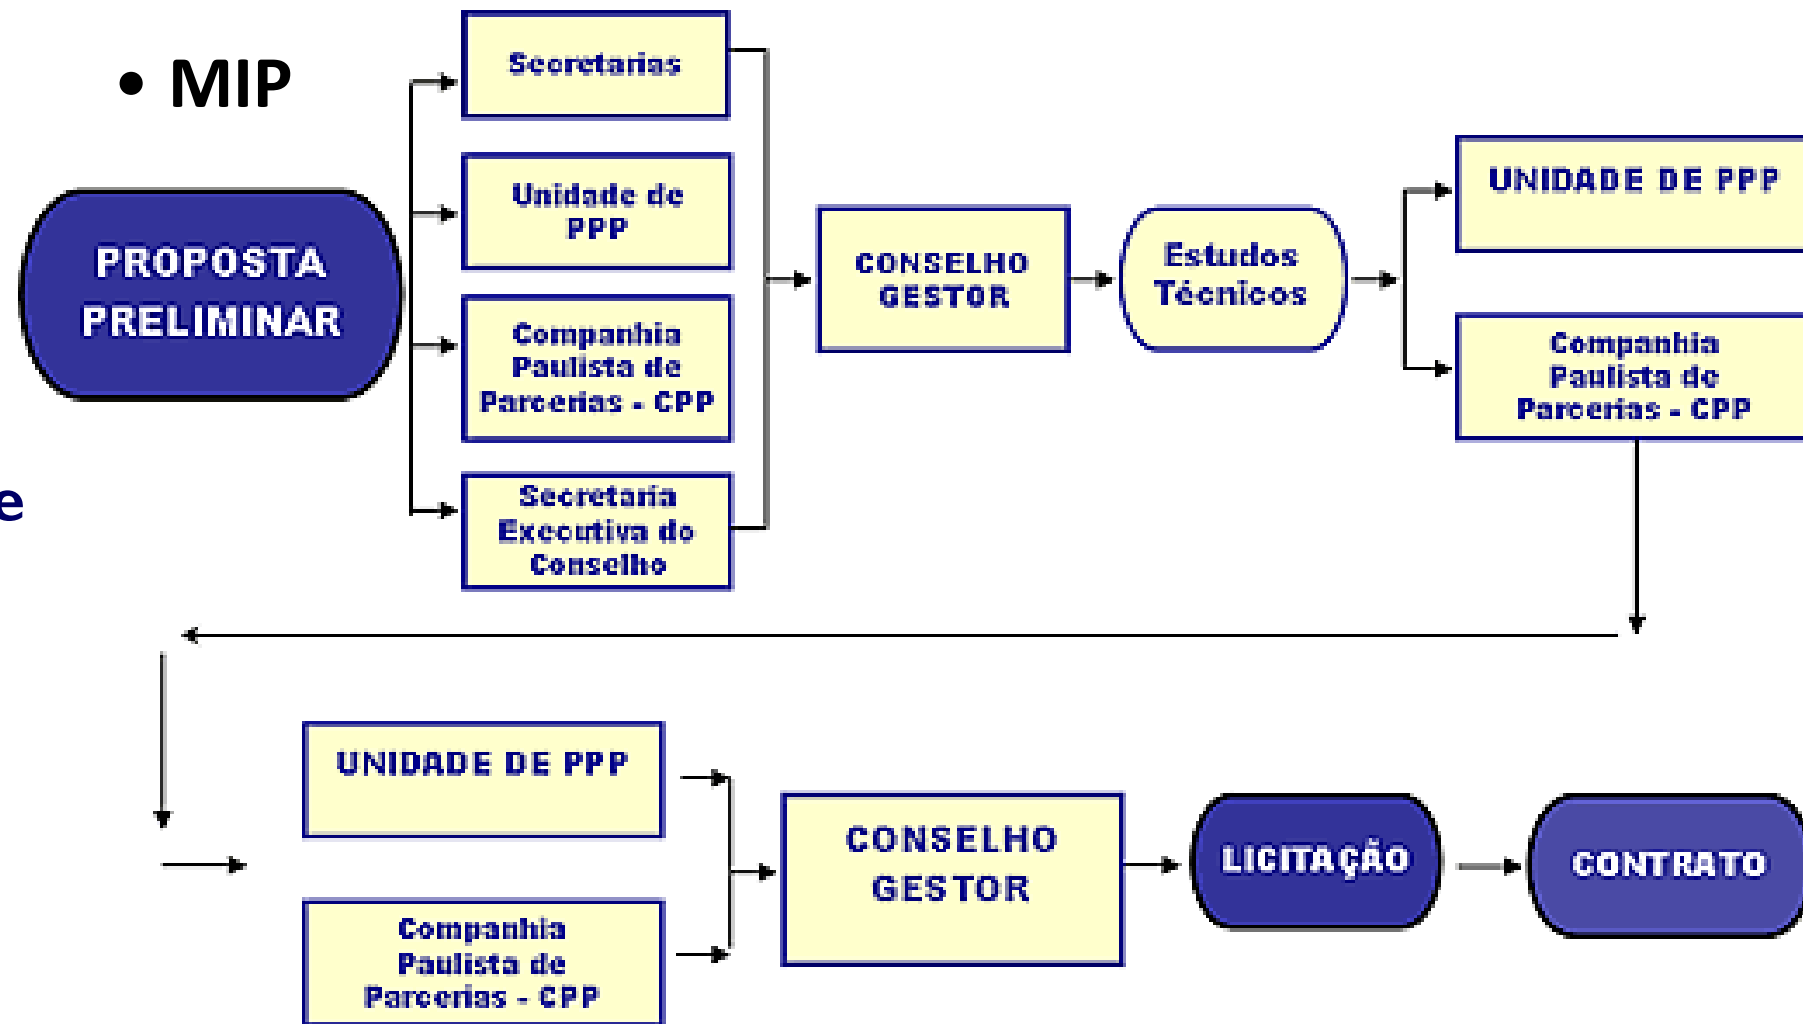 • MIP
PROPOSTA
PRELIMINAR
Secretarias
Unidade de
PPP
Companhia
Paulista de
Parcerias - CPP
Secretaria
Executiva do
Conselho
CONSELHO
GESTOR
Estudos
Técnicos
UNIDADE DE PPP
Companhia
Paulista de
Parcerias - CPP
e
UNIDADE DE PPP
Companhia
Paulista de
Parcerias - CPP
CONSELHO
GESTOR
LICITAÇÃO
CONTRATO